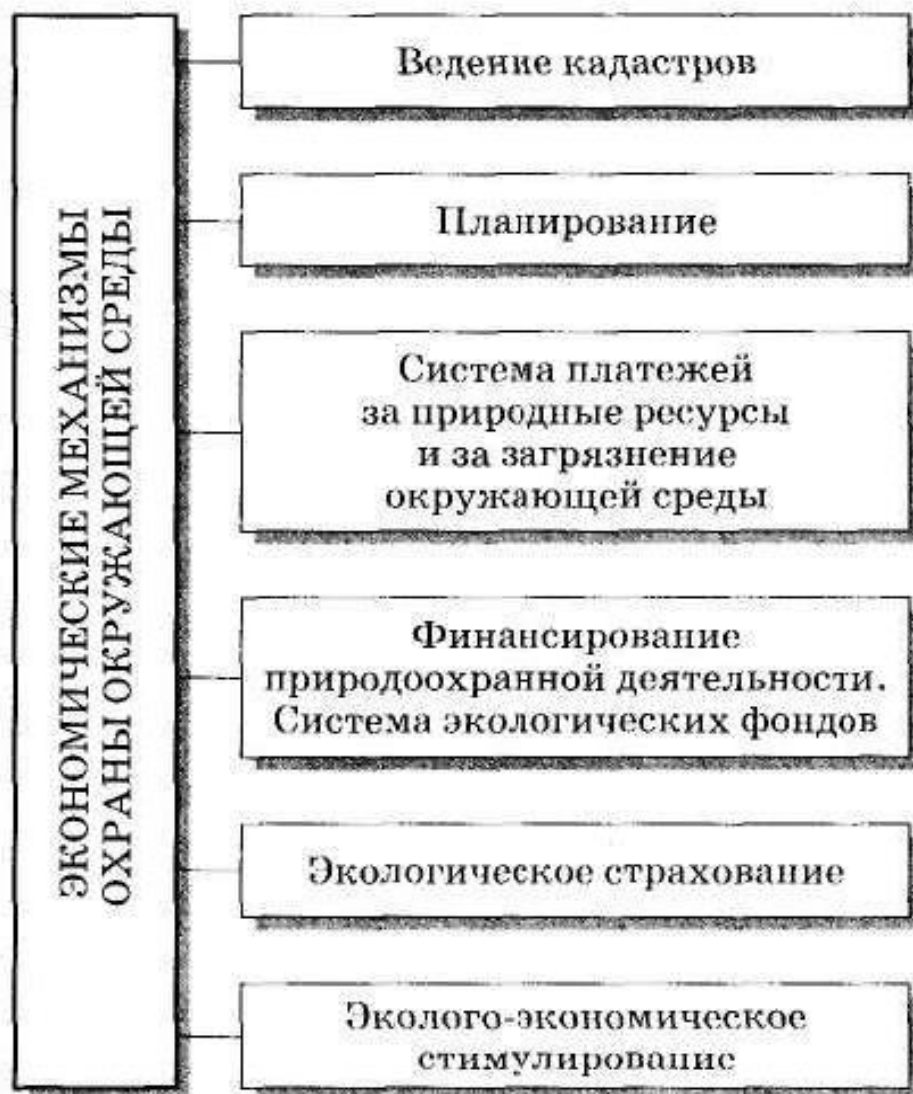 ЭКОНОМИЧЕСКИЕ МЕХАНИЗМЫ
ОХРАНЫ ОКРУЖАЮЩЕЙ СРЕДЫ
Ведение кадастров
Планирование
Система платежей
за природные ресурсы
и за загрязнение
окружающей среды
Финансирование
природоохранной деятельности.
Система экологических фондов
Экологическое страхование
Эколого-экономическое
стимулирование